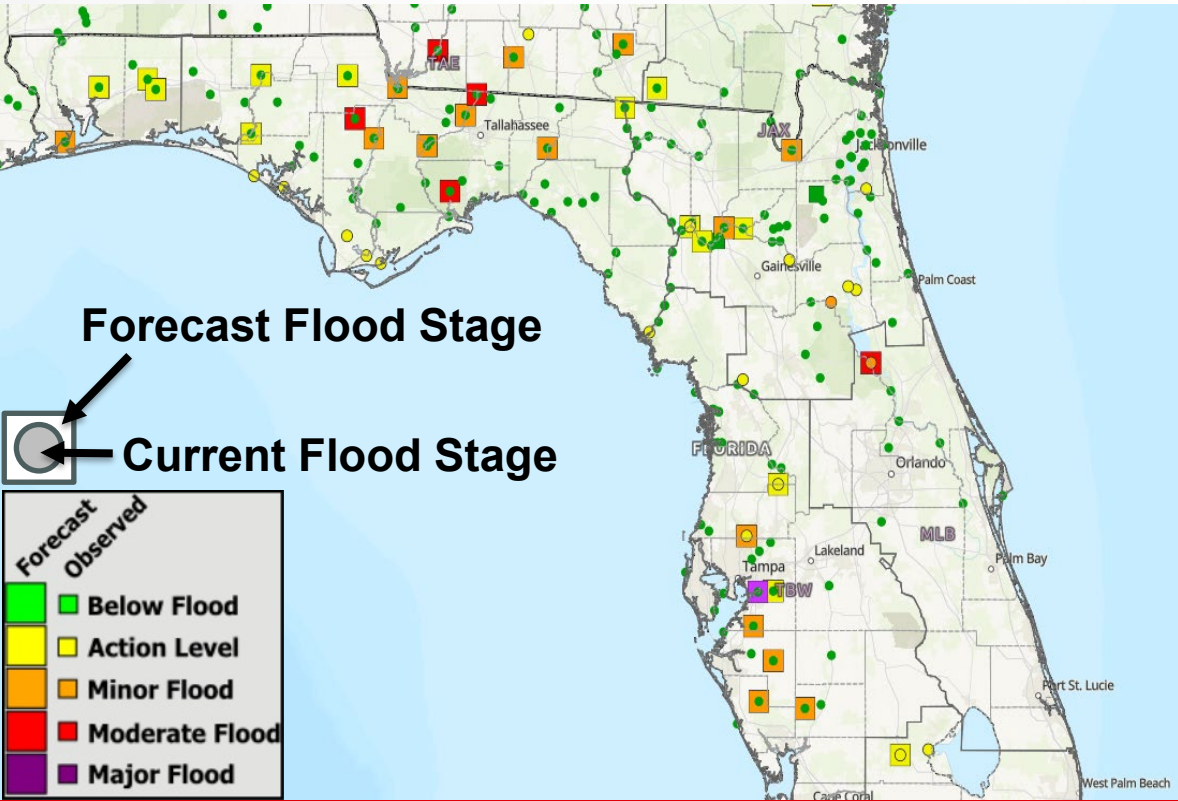 TAE
Tallahassee
JAX
Jacksonville
Gainesville
Palm Coast
Forecast Flood Stage
Current Flood Stage
FLORIDA
Orlando
MLB
Lakeland
Palm Bay
Tampa
TBW
Port St. Lucie
West Palm Beach
Cape Coral
Forecast
Observed
Below Flood
Action Level
Minor Flood
Moderate Flood
Major Flood